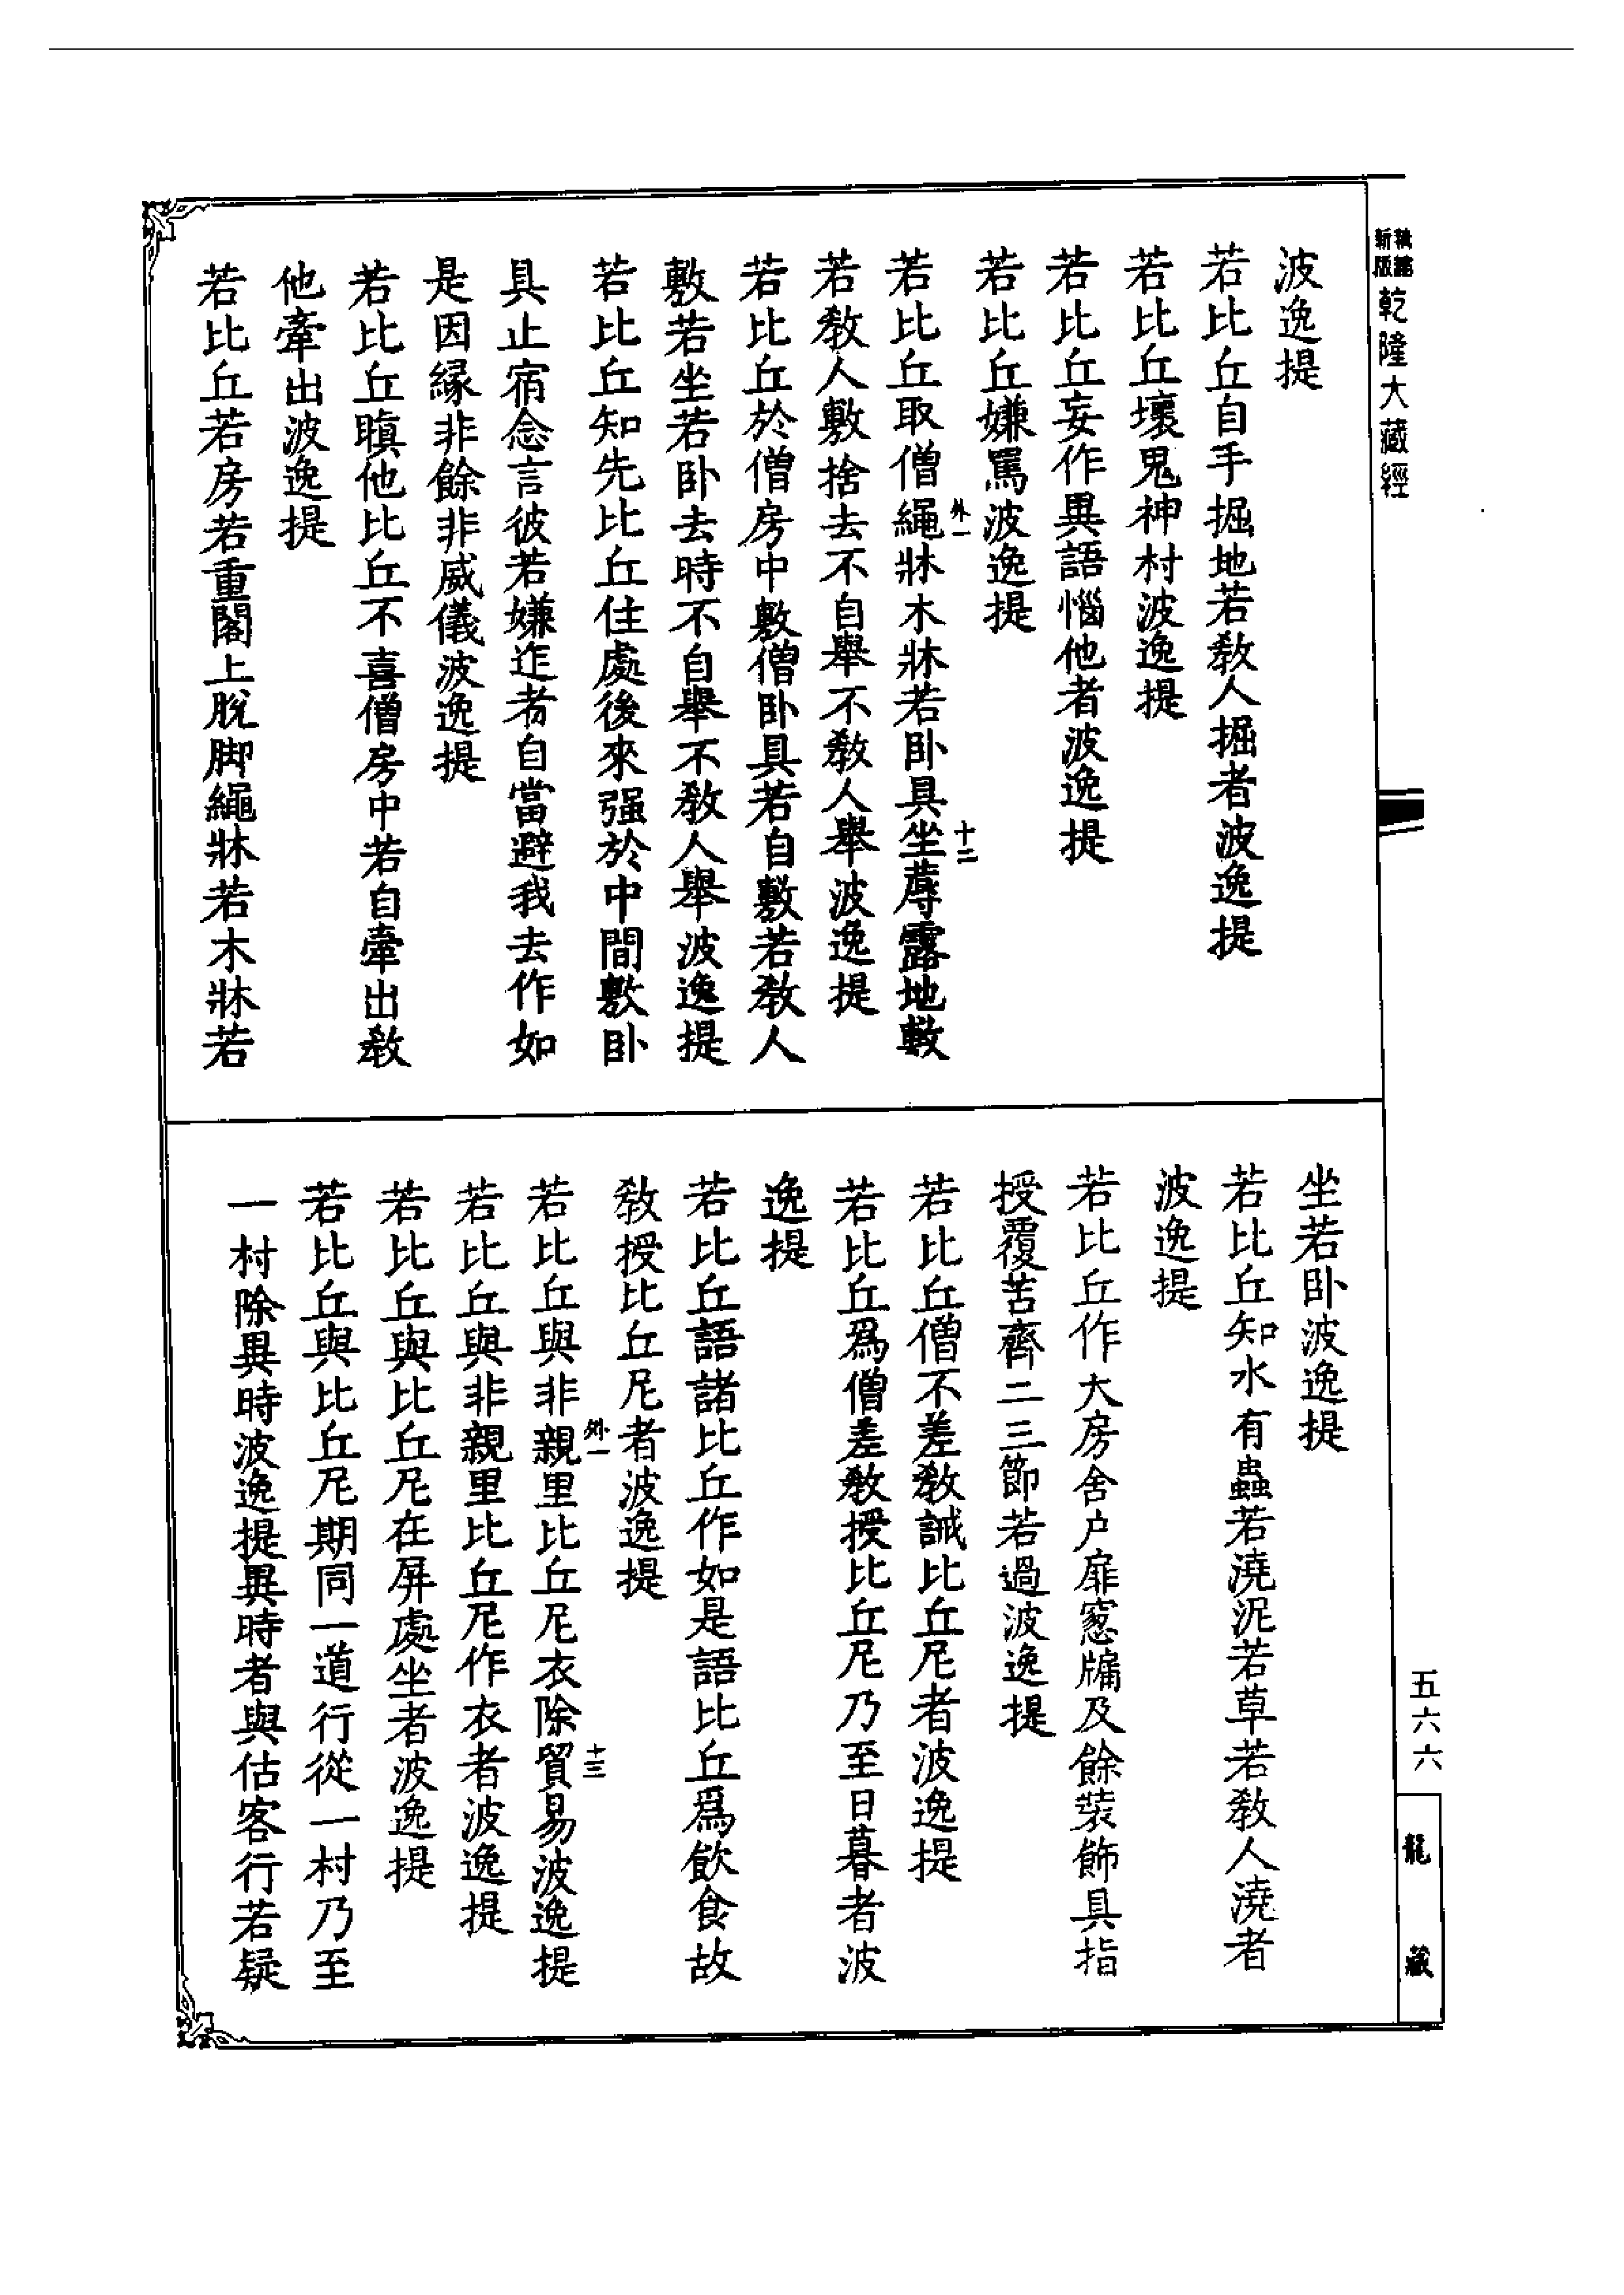 新版
精縮
乾隆大藏經
波逸提
若比丘自手掘地若教人掘者波逸提
若比丘壞鬼神村波逸提
若比丘妄作異語惱他者波逸提
若比丘嫌罵波逸提
若比丘取僧繩牀木牀若卧具坐蓐露地敷
外一
十二
若教人敷捨去不自舉不教人舉波逸提
若比丘於僧房中敷僧卧具若自敷若教人
敷若坐若卧去時不自舉不教人舉波逸提
若比丘知先比丘住處後來强於中間敷卧
具止宿念言彼若嫌迮者自當避我去作如
是因緣非餘非威儀波逸提
若比丘瞋他比丘不喜僧房中若自牽出教
他牽出波逸提
若比丘若房若重閣上脫脚繩牀若木牀若
坐若卧波逸提
若比丘知水有蟲若澆泥若草若教人澆者
波逸提
若比丘作大房舍户扉窻牖及餘裝飾具指
授覆苫齊二三節若過波逸提
若比丘僧不差教誡比丘尼者波逸提
若比丘爲僧差教授比丘尼乃至日暮者波
逸提
若比丘語諸比丘作如是語比丘爲飲食故
教授比丘尼者波逸提
若比丘與非親里比丘尼衣除貿易波逸提
外一
十三
若比丘與非親里比丘尼作衣者波逸提
若比丘與比丘尼在屏處坐者波逸提
若比丘與比丘尼期同一道行從一村乃至
一村除異時波逸提異時者與估客行若疑
五六六
龍藏